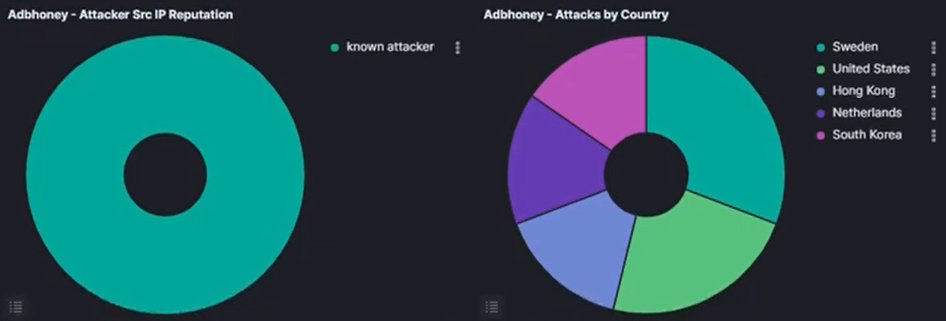 Adbhoney - Attacker Src IP Reputation
known attacker
Adbhoney - Attacks by Country
Sweden
United States
Hong Kong
Netherlands
South Korea